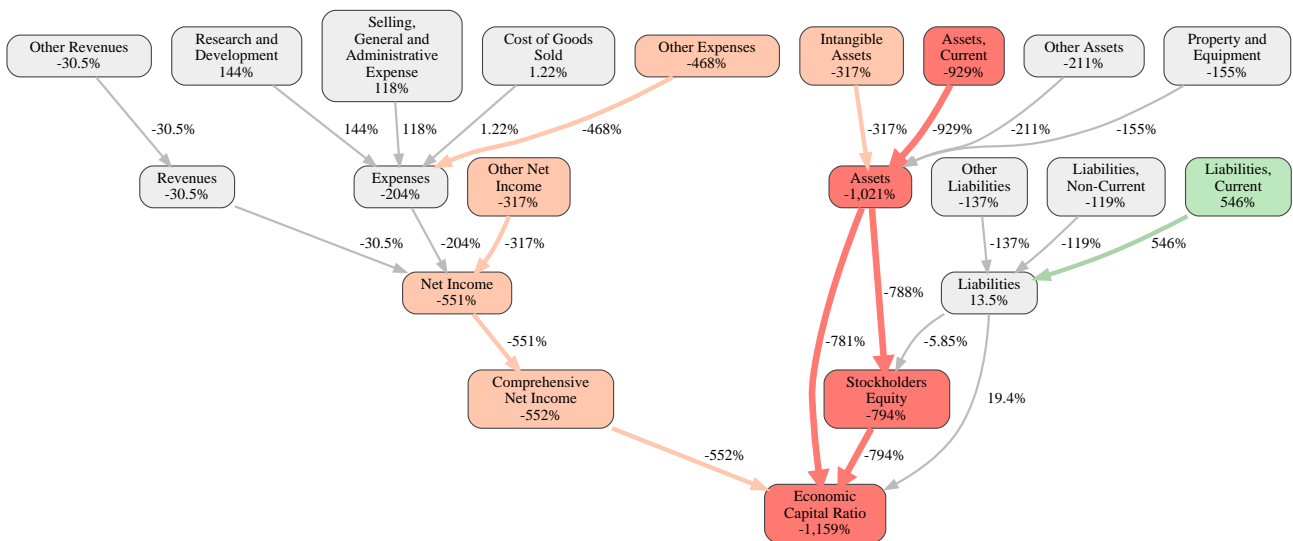 Other Revenues
-30.5%
Research and
Development
144%
Selling,
General and
Administrative
Expense
118%
Cost of Goods
Sold
1.22%
Other Expenses
-468%
Intangible
Assets
-317%
Assets,
Current
-929%
Other Assets
-211%
Property and
Equipment
-155%
-30.5%
144%
118%
1.22%
-468%
-317%
-929%
-211%
-155%
Revenues
-30.5%
Expenses
-204%
Other Net
Income
-317%
Assets
-1,021%
Other
Liabilities
-137%
Liabilities,
Non-Current
-119%
Liabilities,
Current
546%
-30.5%
-204%
-317%
-137%
-119%
546%
Net Income
-551%
-788%
Liabilities
13.5%
-551%
-781%
-5.85%
Comprehensive
Net Income
-552%
Stockholders
Equity
-794%
19.4%
-552%
-794%
Economic
Capital Ratio
-1,159%